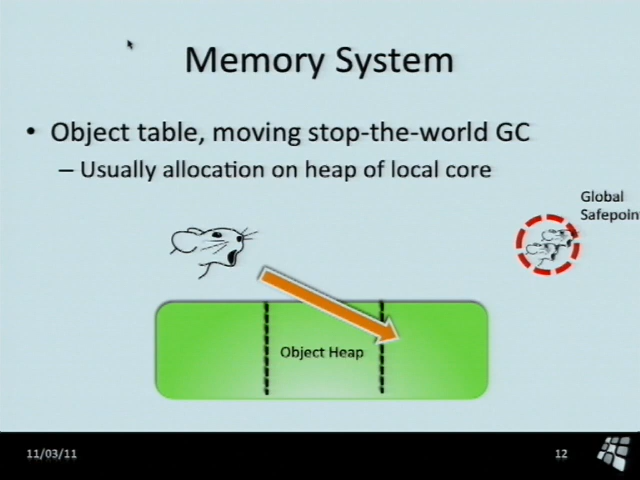 Memory System
• Object table, moving stop-the-world GC
– Usually allocation on heap of local core
Global
Safepoin
Object Heap
11/03/11
12